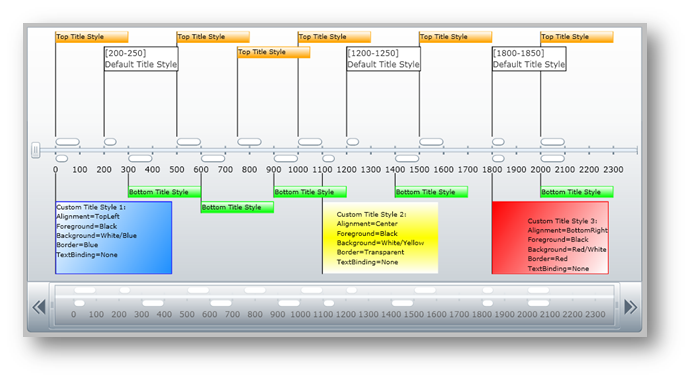 Top Title Style
Top Title Style
Top Title Style
Top Title Style
Top Title Style
Top Title Style
[200-250]
Default Title Style
[1200-1250]
Default Title Style
[1800-1850]
Default Title Style
0 100 200 300 400 500 600 700 800 900 1000 1100 1200 1300 1400 1500 1600 1700 1800 1900 2000 2100 2200 2300
Bottom Title Style
Bottom Title Style
Bottom Title Style
Bottom Title Style
Bottom Title Style
Custom Title Style 1:
Alignment=TopLeft
Foreground=Black
Background=White/Blue
Border=Blue
TextBinding=None
Custom Title Style 2:
Alignment=Center
Foreground=Black
Background=White/Yellow
Border=Transparent
TextBinding=None
Custom Title Style 3:
Alignment=BottomRight
Foreground=Black
Background=Red/White
Border=Red
TextBinding=None
0 100 200 300 400 500 600 700 800 900 1000 1100 1200 1300 1400 1500 1600 1700 1800 1900 2000 2100 2200 2300